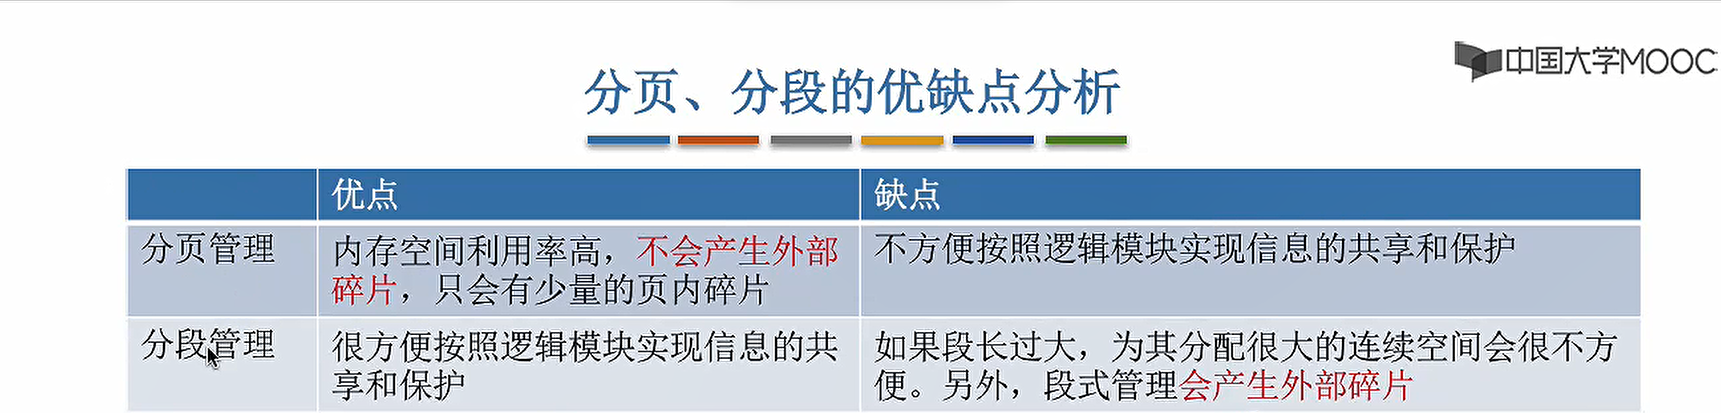 中国大学MOOC
分页、分段的优缺点分析
优点
缺点
分页管理
内存空间利用率高，不会产生外部
碎片，只会有少量的页内碎片
不方便按照逻辑模块实现信息的共享和保护
分段管理
很方便按照逻辑模块实现信息的共
享和保护
如果段长过大，为其分配很大的连续空间会很不方
便。另外，段式管理会产生外部碎片